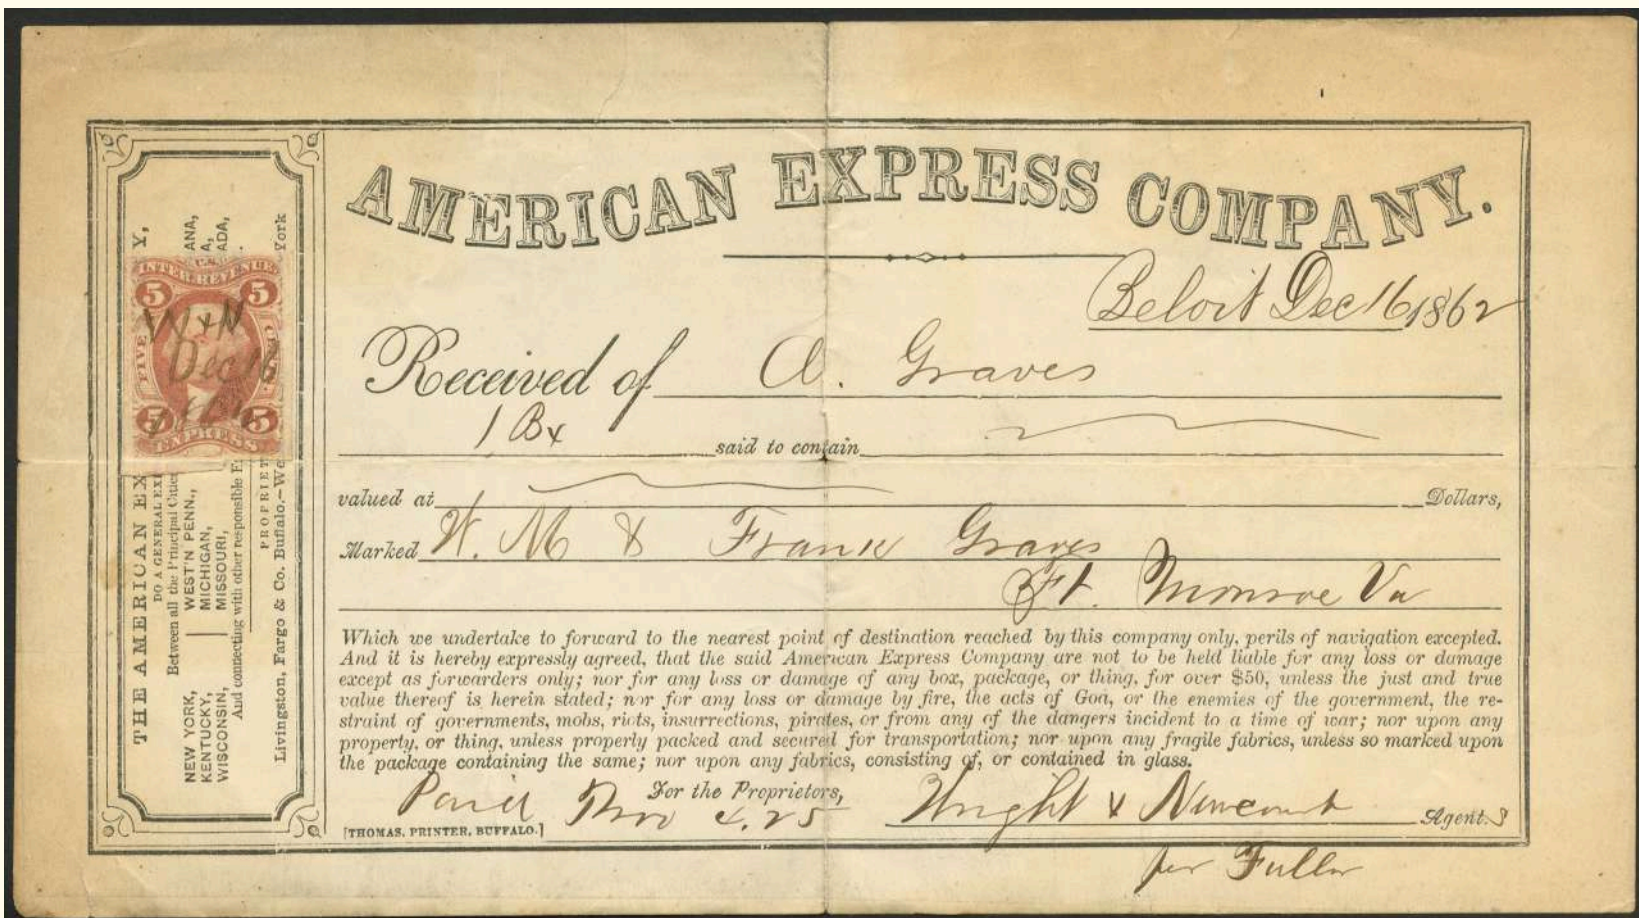 AMERICAN EXPRESS COMPANY.
Beloit Dec 16 1862
Received of A. Graves
1 Bx said to contain
valued at Dollars,
Marked W. M & Frank Graves
Ft. Monroe Va
Which we undertake to forward to the nearest point of destination reached by this company only, perils of navigation excepted.
And it is hereby expressly agreed, that the said American Express Company are not to be held liable for any loss or damage
except as forwarders only; nor for any loss or damage of any box, package, or thing, for over $50, unless the just and true
value thereof is herein stated; nor for any loss or damage by fire, the acts of God, or the enemies of the government, the re-
straint of governments, mobs, riots, insurrections, pirates, or from any of the dangers incident to a time of war; nor upon any
property, or thing, unless properly packed and secured for transportation; nor upon any fragile fabrics, unless so marked upon
the package containing the same; nor upon any fabrics, consisting of, or contained in glass.
For the Proprietors,
Paid 4.25 Wright & Newcomb Agent.s
[THOMAS, PRINTER, BUFFALO.]
per Fuller
THE AMERICAN EX Y,
DO A GENERAL EX
Between all the Principal Cities
NEW YORK, WEST'N PENN., ANA,
KENTUCKY, MICHIGAN, A,
WISCONSIN, MISSOURI, ADA,
And connecting with other responsible E
PROPRIET
Livingston, Fargo & Co. Buffalo.—We York
U.S.
INTER. REVENUE
5 5
FIVE
W & N
Dec 16
5 5
EXPRESS